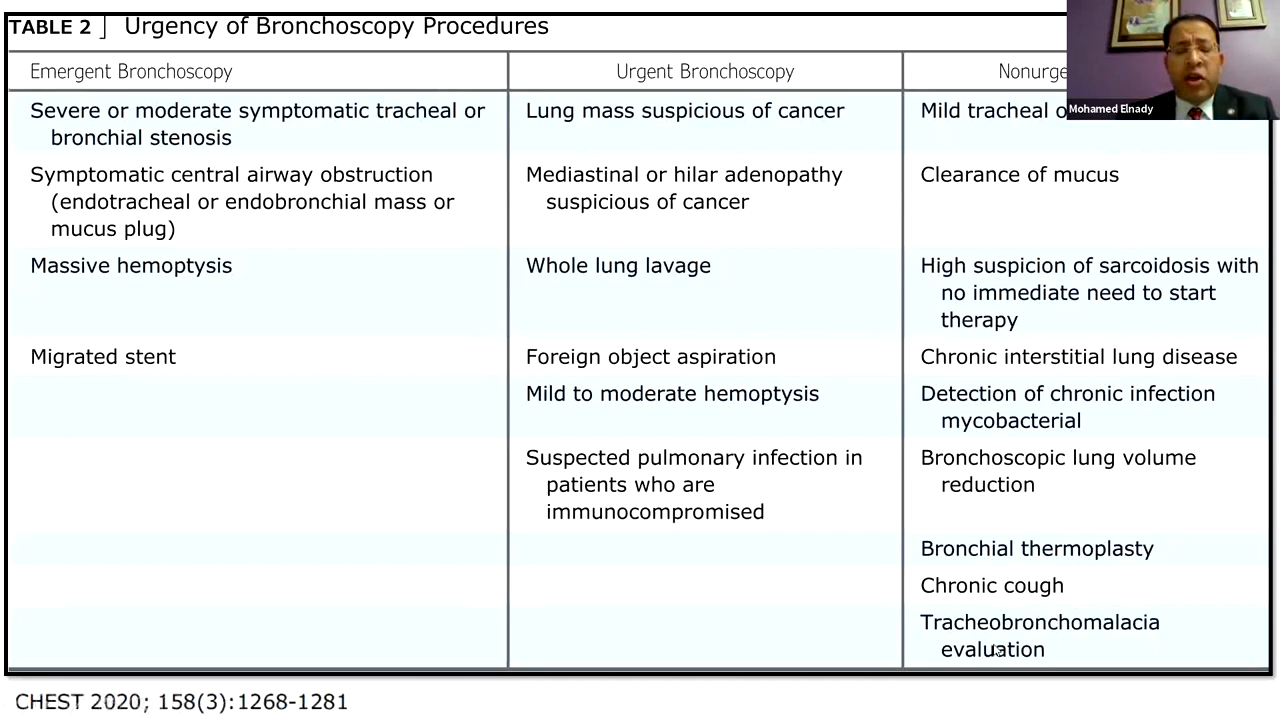 TABLE 2 ] Urgency of Bronchoscopy Procedures
Emergent Bronchoscopy
Severe or moderate symptomatic tracheal or
bronchial stenosis
Symptomatic central airway obstruction
(endotracheal or endobronchial mass or
mucus plug)
Massive hemoptysis
Migrated stent
Urgent Bronchoscopy
Lung mass suspicious of cancer
Mediastinal or hilar adenopathy
suspicious of cancer
Whole lung lavage
Foreign object aspiration
Mild to moderate hemoptysis
Suspected pulmonary infection in
patients who are
immunocompromised
Mild tracheal
Clearance of mucus
High suspicion of sarcoidosis with
no immediate need to start
therapy
Chronic interstitial lung disease
Detection of chronic infection
mycobacterial
Bronchoscopic lung volume
reduction
Bronchial thermoplasty
Chronic cough
Tracheobronchomalacia
evaluation
Mohamed Elnady
CHEST 2020; 158(3):1268-1281